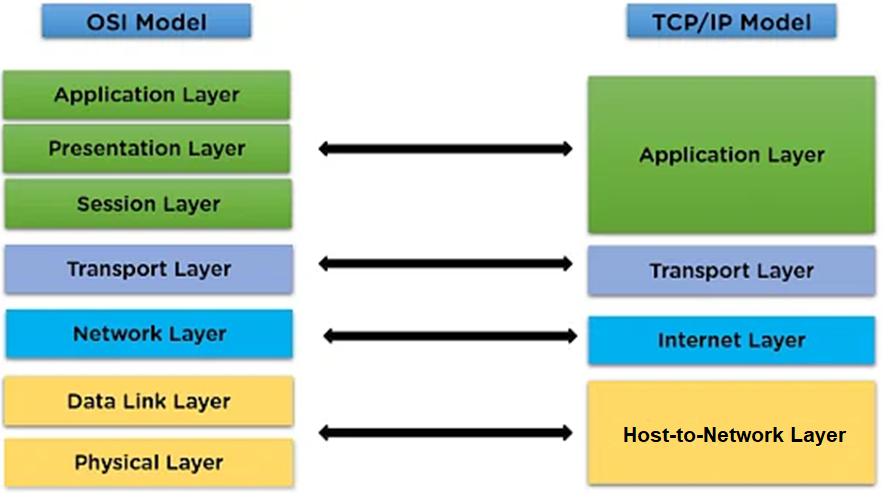 OSI Model
TCP/IP Model
Application Layer
Presentation Layer
Session Layer
Transport Layer
Network Layer
Data Link Layer
Physical Layer
Application Layer
Transport Layer
Internet Layer
Host-to-Network Layer